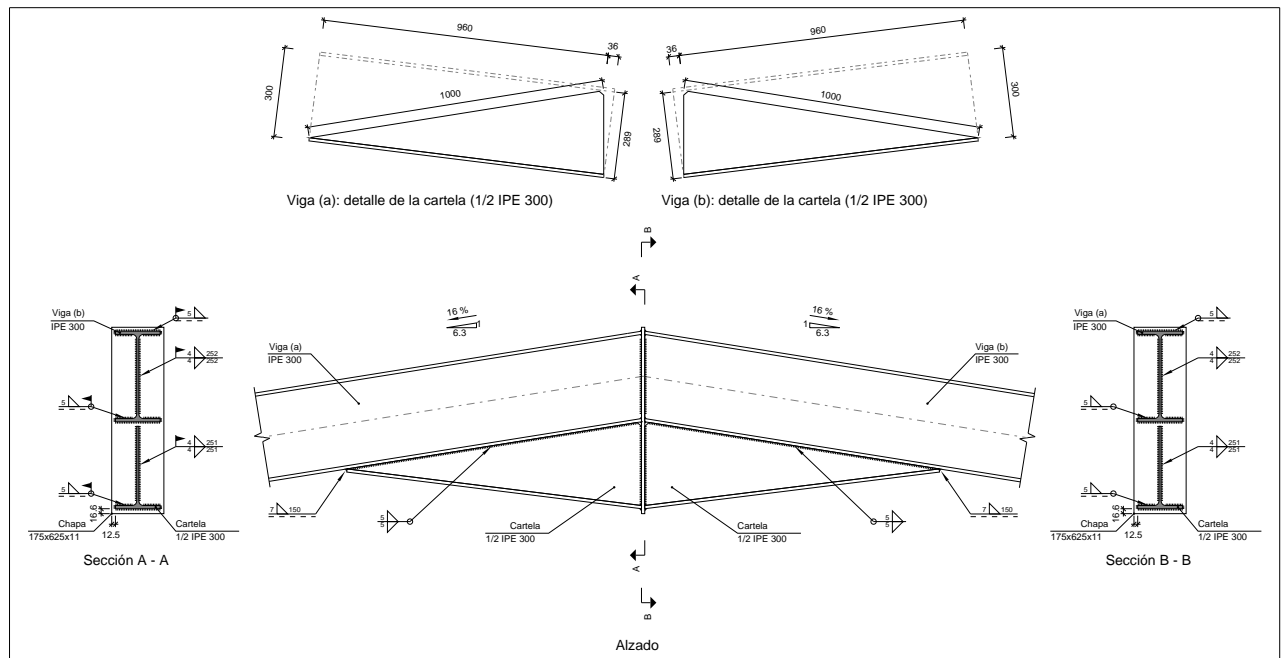 960
36
300
1000
289
960
36
300
1000
289
Viga (a): detalle de la cartela (1/2 IPE 300)
Viga (b): detalle de la cartela (1/2 IPE 300)
B
A
Viga (b)
IPE 300
5
4
4
252
252
5
4
4
251
251
5
16.6
12.5
Chapa
175x625x11
Cartela
1/2 IPE 300
Sección A - A
16 %
1
6.3
Viga (a)
IPE 300
16 %
1
6.3
Viga (b)
IPE 300
7
150
5
5
Cartela
1/2 IPE 300
Cartela
1/2 IPE 300
5
5
7
150
A
B
Alzado
Viga (a)
IPE 300
5
4
4
252
252
5
4
4
251
251
5
16.6
12.5
Chapa
175x625x11
Cartela
1/2 IPE 300
Sección B - B